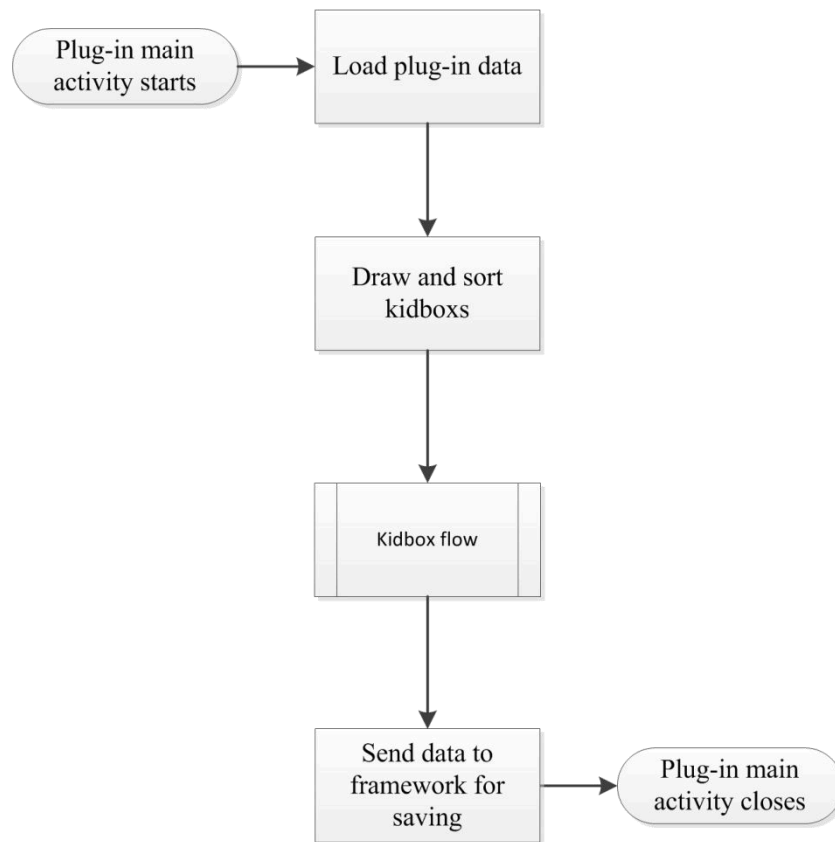 Plug-in main
activity starts
Load plug-in data
Draw and sort
kidboxs
Kidbox flow
Send data to
framework for
saving
Plug-in main
activity closes